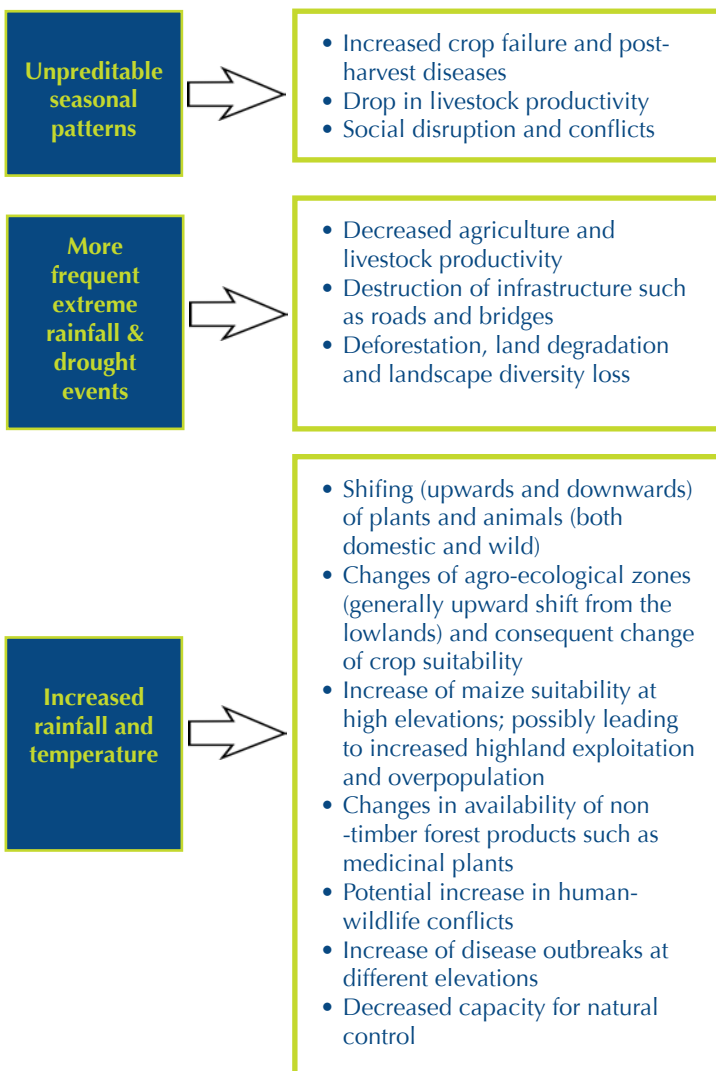 Unpreditable
seasonal
patterns
• Increased crop failure and post-
harvest diseases
• Drop in livestock productivity
• Social disruption and conflicts
More
frequent
extreme
rainfall &
drought
events
• Decreased agriculture and
livestock productivity
• Destruction of infrastructure such
as roads and bridges
• Deforestation, land degradation
and landscape diversity loss
Increased
rainfall and
temperature
• Shifing (upwards and downwards)
of plants and animals (both
domestic and wild)
• Changes of agro-ecological zones
(generally upward shift from the
lowlands) and consequent change
of crop suitability
• Increase of maize suitability at
high elevations; possibly leading
to increased highland exploitation
and overpopulation
• Changes in availability of non
-timber forest products such as
medicinal plants
• Potential increase in human-
wildlife conflicts
• Increase of disease outbreaks at
different elevations
• Decreased capacity for natural
control